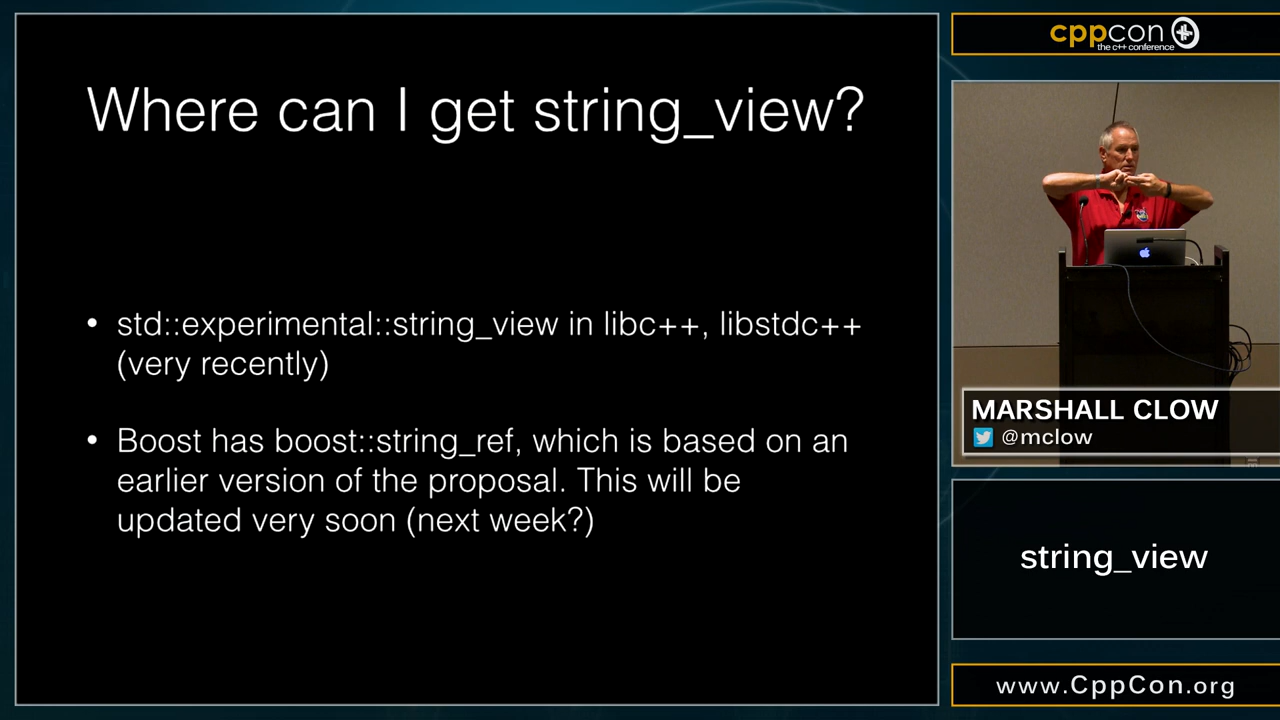 Where can I get string_view?
• std::experimental::string_view in libc++, libstdc++
(very recently)
• Boost has boost::string_ref, which is based on an
earlier version of the proposal. This will be
updated very soon (next week?)
cppcon
the c++ conference
MARSHALL CLOW
@mclow
string_view
www.CppCon.org